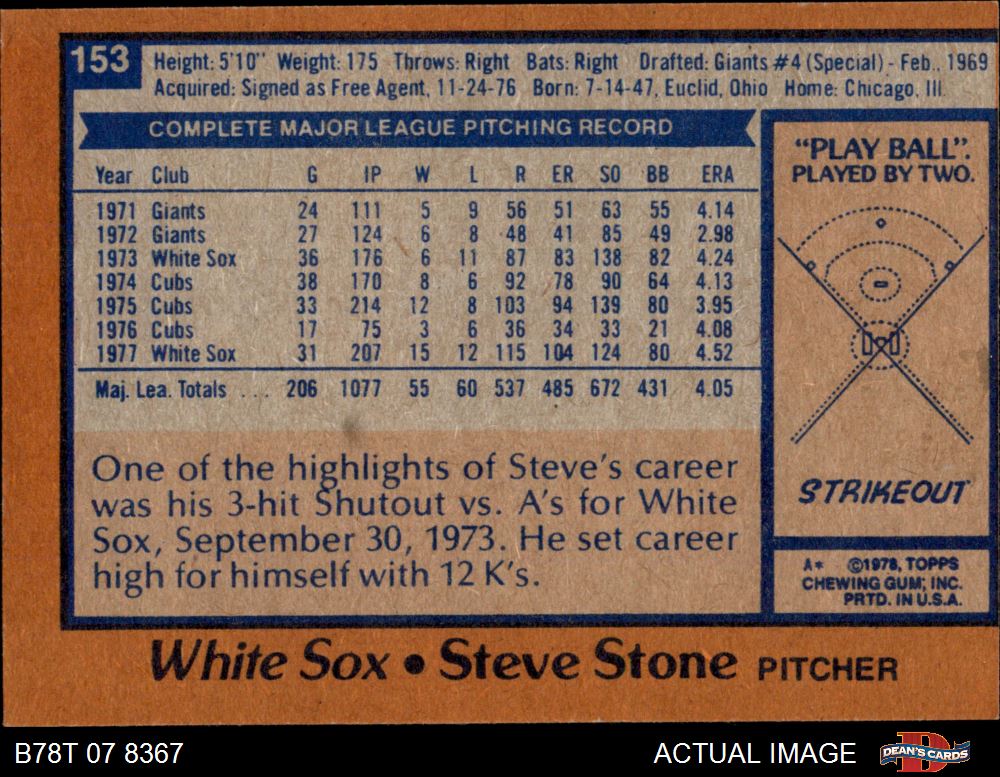 153
Height: 5'10" Weight: 175 Throws: Right Bats: Right Drafted: Giants #4 (Special) - Feb., 1969
Acquired: Signed as Free Agent, 11-24-76 Born: 7-14-47, Euclid, Ohio Home: Chicago, Ill.
COMPLETE MAJOR LEAGUE PITCHING RECORD
Year Club G IP W L R ER SO BB ERA
1971 Giants 24 111 5 9 56 51 63 55 4.14
1972 Giants 27 124 6 8 48 41 85 49 2.98
1973 White Sox 36 176 6 11 87 83 138 82 4.24
1974 Cubs 38 170 8 6 92 78 90 64 4.13
1975 Cubs 33 214 12 8 103 94 139 80 3.95
1976 Cubs 17 75 3 6 36 34 33 21 4.08
1977 White Sox 31 207 15 12 115 104 124 80 4.52
Maj. Lea. Totals ... 206 1077 55 60 537 485 672 431 4.05
One of the highlights of Steve's career
was his 3-hit Shutout vs. A's for White
Sox, September 30, 1973. He set career
high for himself with 12 K's.
"PLAY BALL".
PLAYED BY TWO.
STRIKEOUT
A* ©1978, TOPPS
CHEWING GUM, INC.
PRTD. IN U.S.A.
White Sox • Steve Stone PITCHER
B78T 07 8367
ACTUAL IMAGE
DEAN'S CARDS